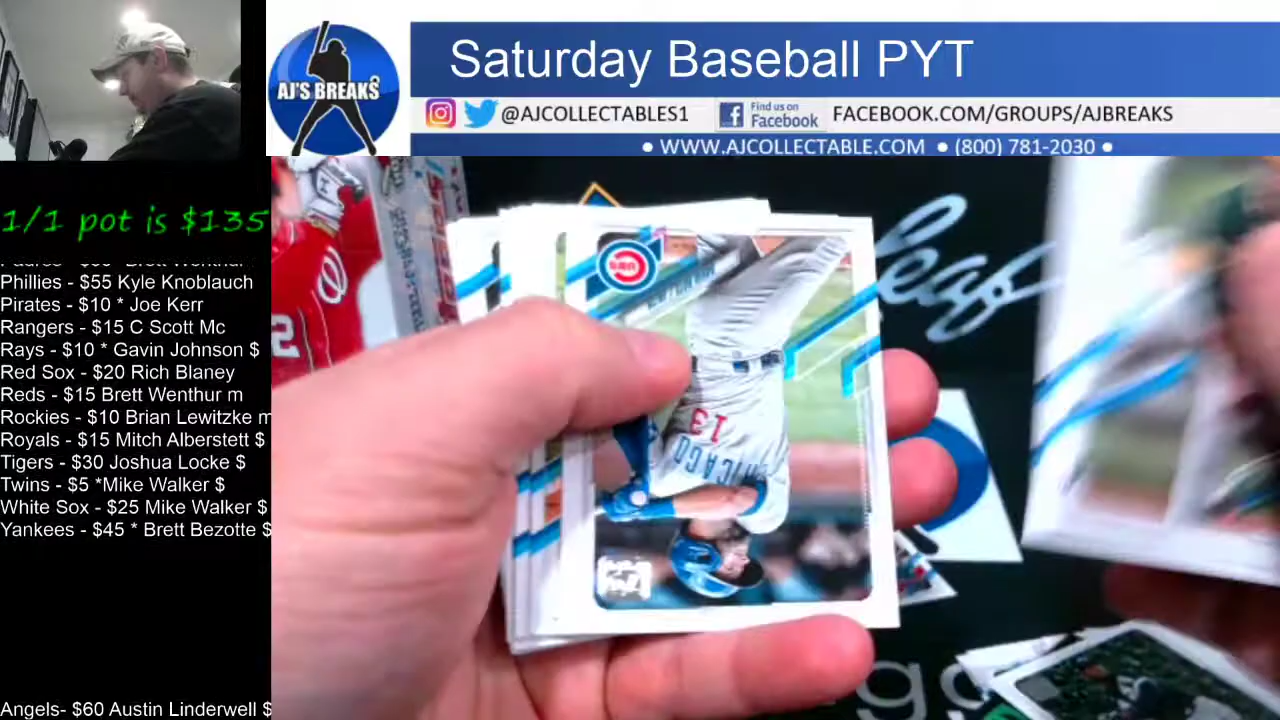 AJ'S BREAKS
Saturday Baseball PYT
@AJCOLLECTABLES1
Find us on
Facebook
FACEBOOK.COM/GROUPS/AJBREAKS
• WWW.AJCOLLECTABLE.COM • (800) 781-2030 •
1/1 pot is $135
Phillies - $55 Kyle Knoblauch
Pirates - $10 * Joe Kerr
Rangers - $15 C Scott Mc
Rays - $10 * Gavin Johnson $
Red Sox - $20 Rich Blaney
Reds - $15 Brett Wenthur m
Rockies - $10 Brian Lewitzke m
Royals - $15 Mitch Alberstett $
Tigers - $30 Joshua Locke $
Twins - $5 *Mike Walker $
White Sox - $25 Mike Walker $
Yankees - $45 * Brett Bezotte $
Angels- $60 Austin Linderwell $
leaf
CUBS
13
CHICAGO
W
2
go